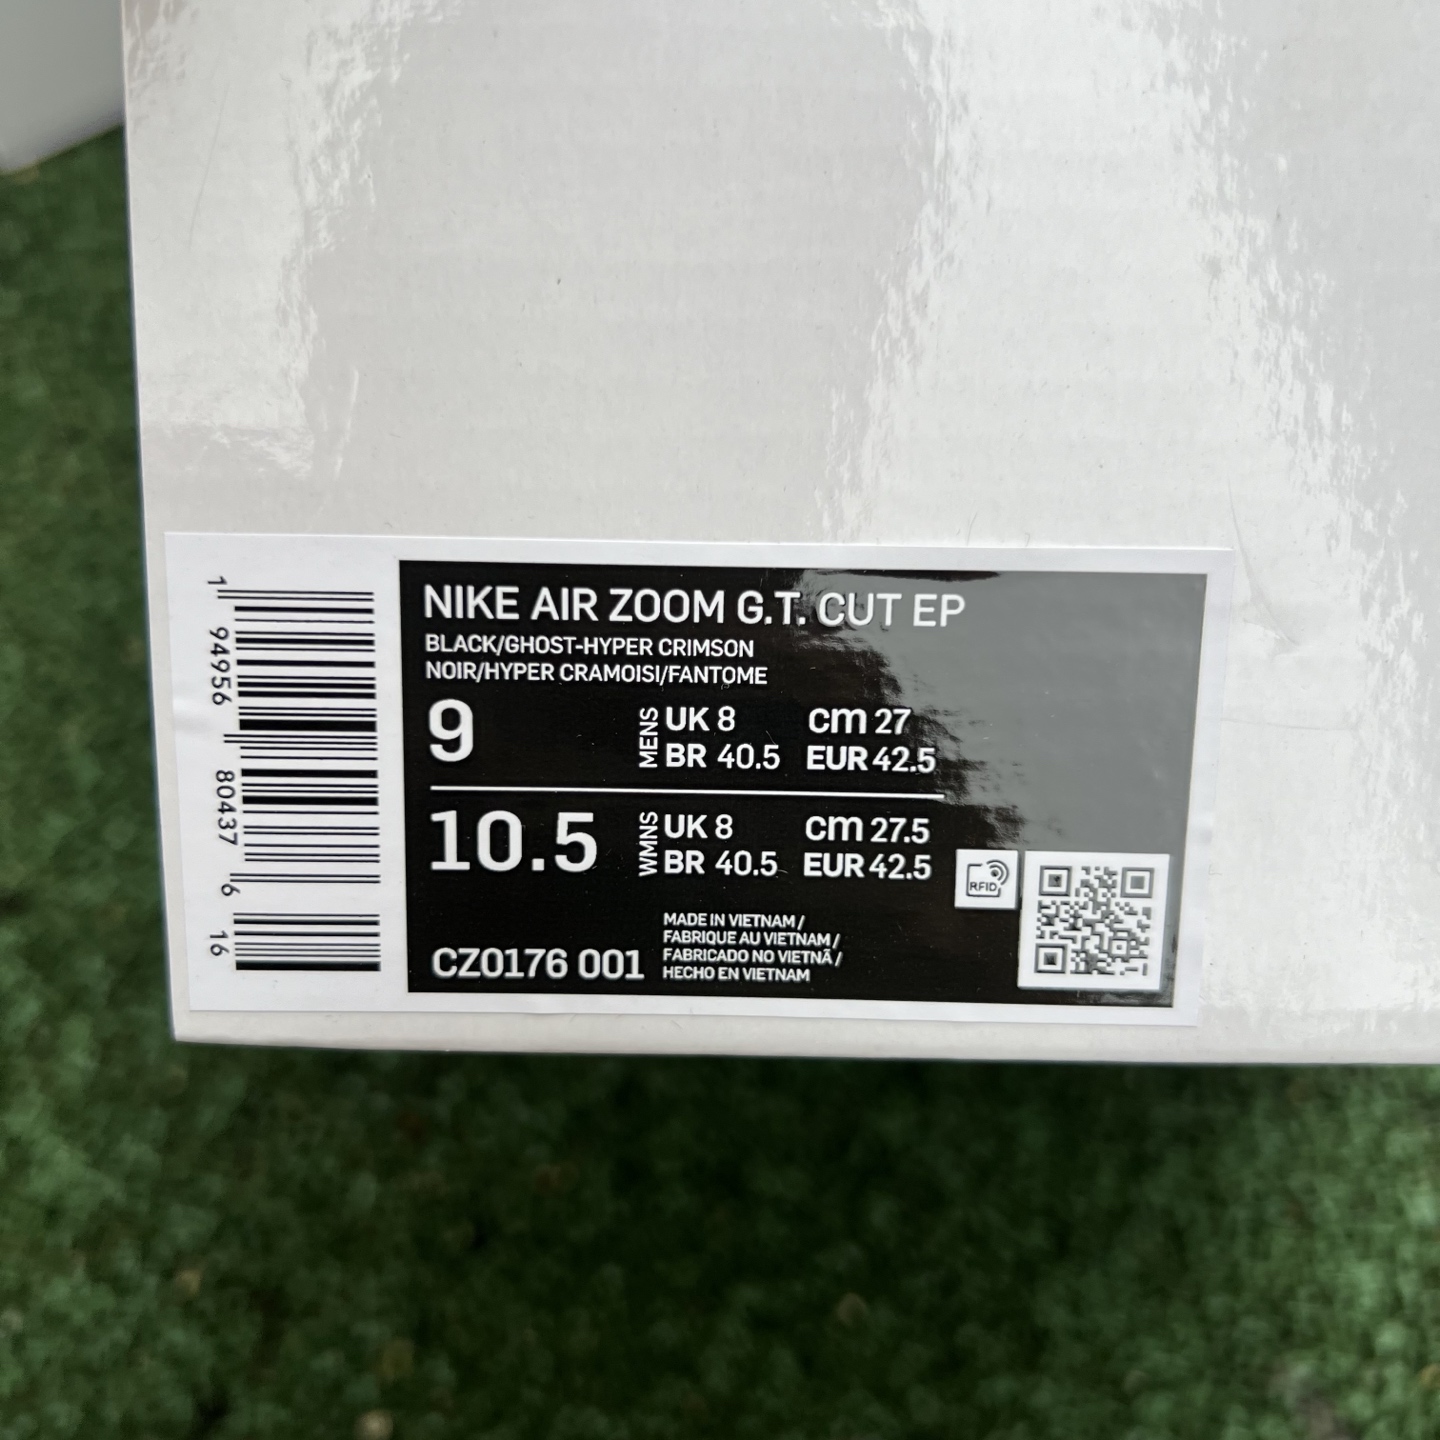 NIKE AIR ZOOM G.T. CUT EP
BLACK/GHOST-HYPER CRIMSON
NOIR/HYPER CRAMOISI/FANTOME
9 MENS UK 8 cm 27
BR 40.5 EUR 42.5
10.5 WMNS UK 8 cm 27.5
BR 40.5 EUR 42.5
RFID
MADE IN VIETNAM /
FABRIQUE AU VIETNAM /
FABRICADO NO VIETNÃ /
HECHO EN VIETNAM
CZ0176 001
1 94956 80437 6 16